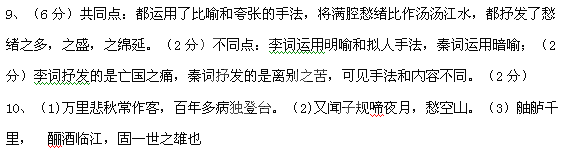 9、（6分）共同点：都运用了比喻和夸张的手法，将满腔愁绪比作汤汤江水，都抒发了愁
绪之多，之盛，之绵延。（2分）不同点：李词运用明喻和拟人手法，秦词运用暗喻；（2
分）李词抒发的是亡国之痛，秦词抒发的是离别之苦，可见手法和内容不同。（2分）
10、（1)万里悲秋常作客，百年多病独登台。（2)又闻子规啼夜月，愁空山。（3）舳舻千
里，　酾酒临江，固一世之雄也